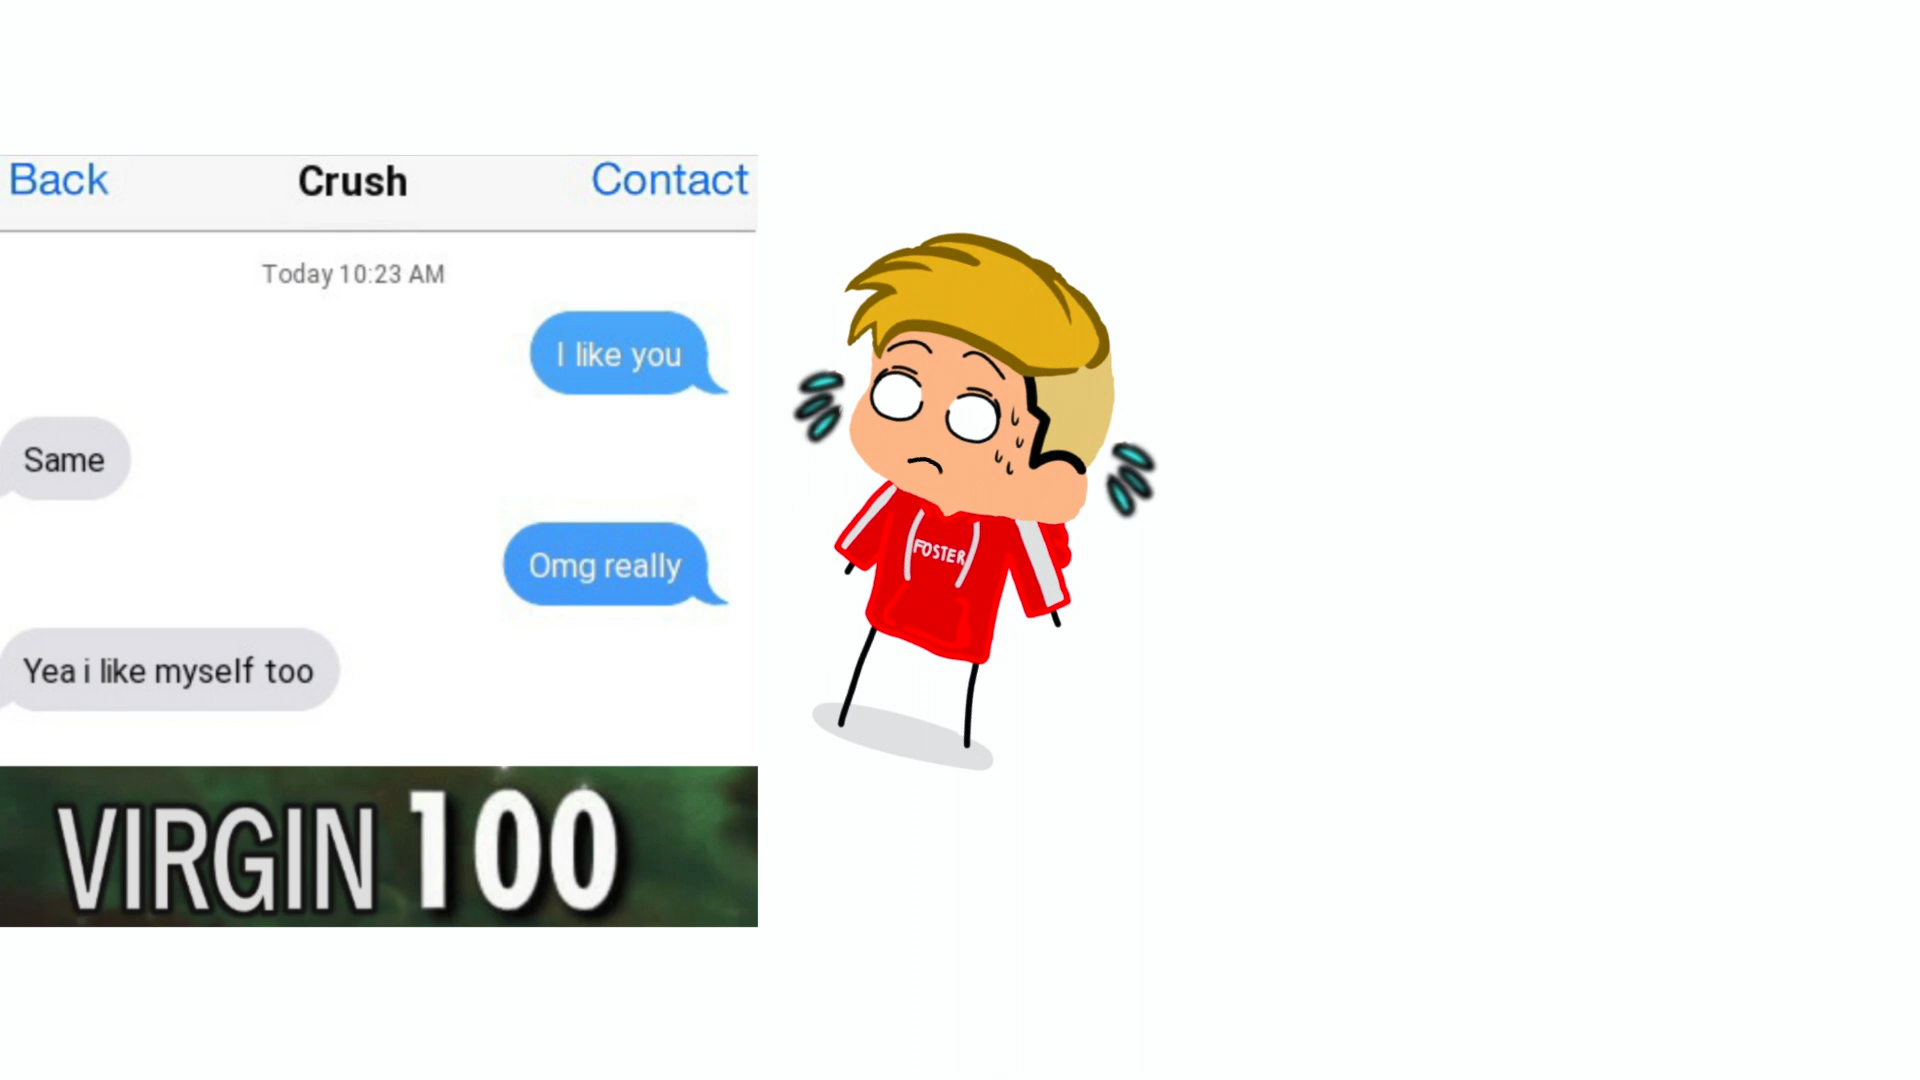 Back Crush Contact
Today 10:23 AM
I like you
Same
Omg really
Yea i like myself too
VIRGIN 100
FOSTER